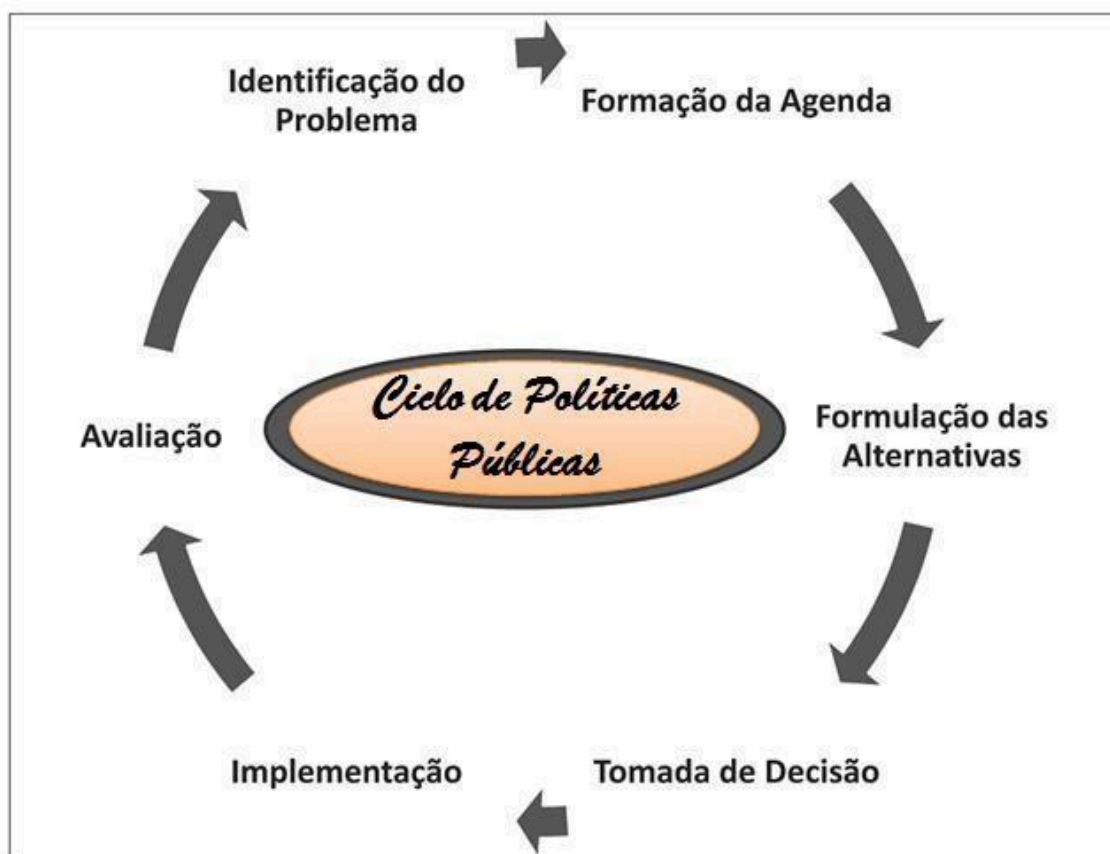 Identificação do
Problema
Formação da Agenda
Formulação das
Alternativas
Tomada de Decisão
Implementação
Avaliação
Ciclo de Políticas
Públicas